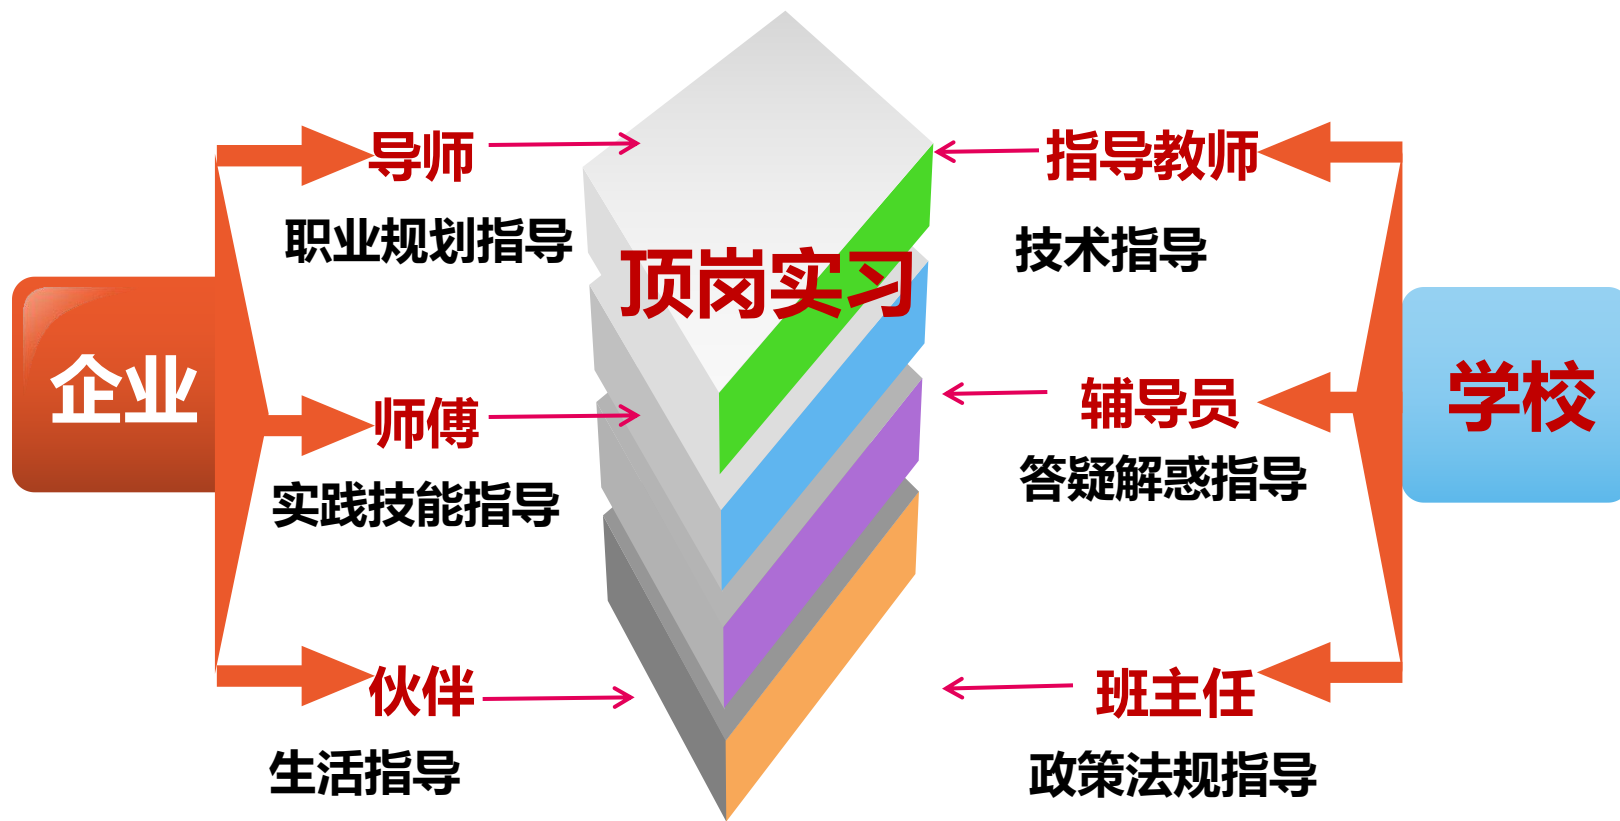 企业
导师
职业规划指导
师傅
实践技能指导
伙伴
生活指导
顶岗实习
指导教师
技术指导
辅导员
答疑解惑指导
班主任
政策法规指导
学校